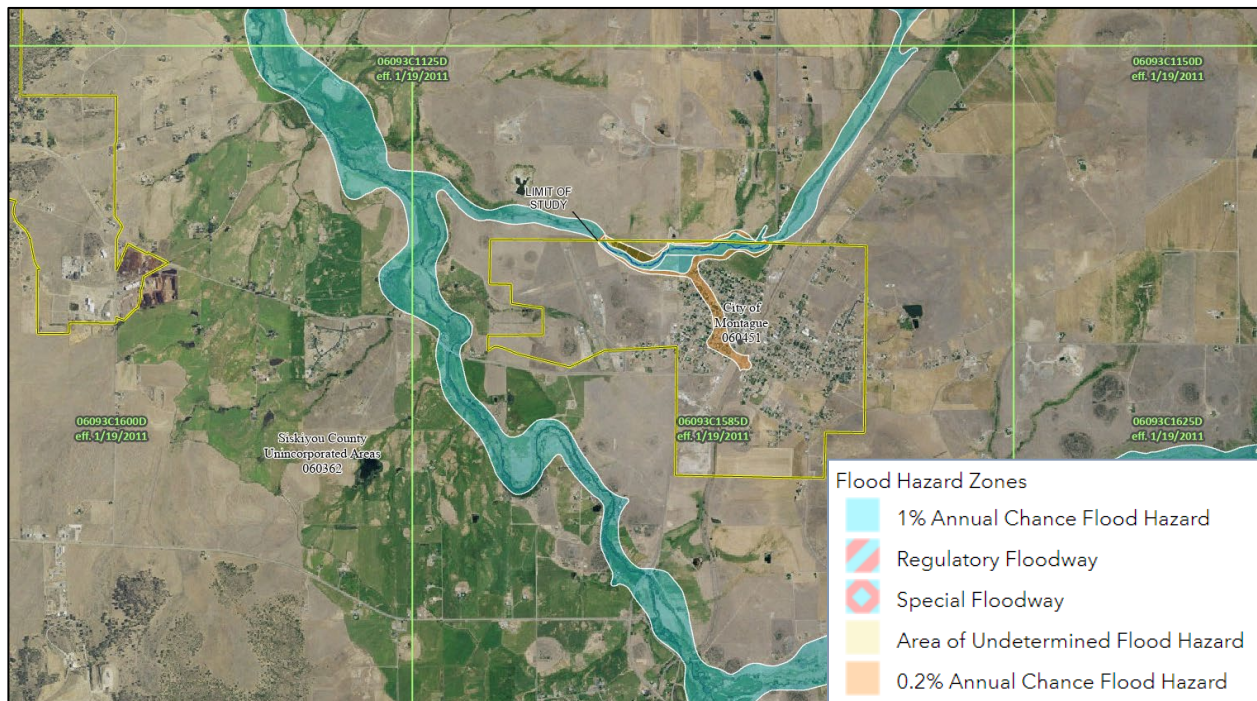 06093C1125D
eff. 1/19/2011
06093C1150D
eff. 1/19/2011
LIMIT OF
STUDY
City of
Montague
060451
06093C1600D
eff. 1/19/2011
Siskiyou County
Unincorporated Areas
060362
06093C1585D
eff. 1/19/2011
06093C1625D
eff. 1/19/2011
Flood Hazard Zones
1% Annual Chance Flood Hazard
Regulatory Floodway
Special Floodway
Area of Undetermined Flood Hazard
0.2% Annual Chance Flood Hazard